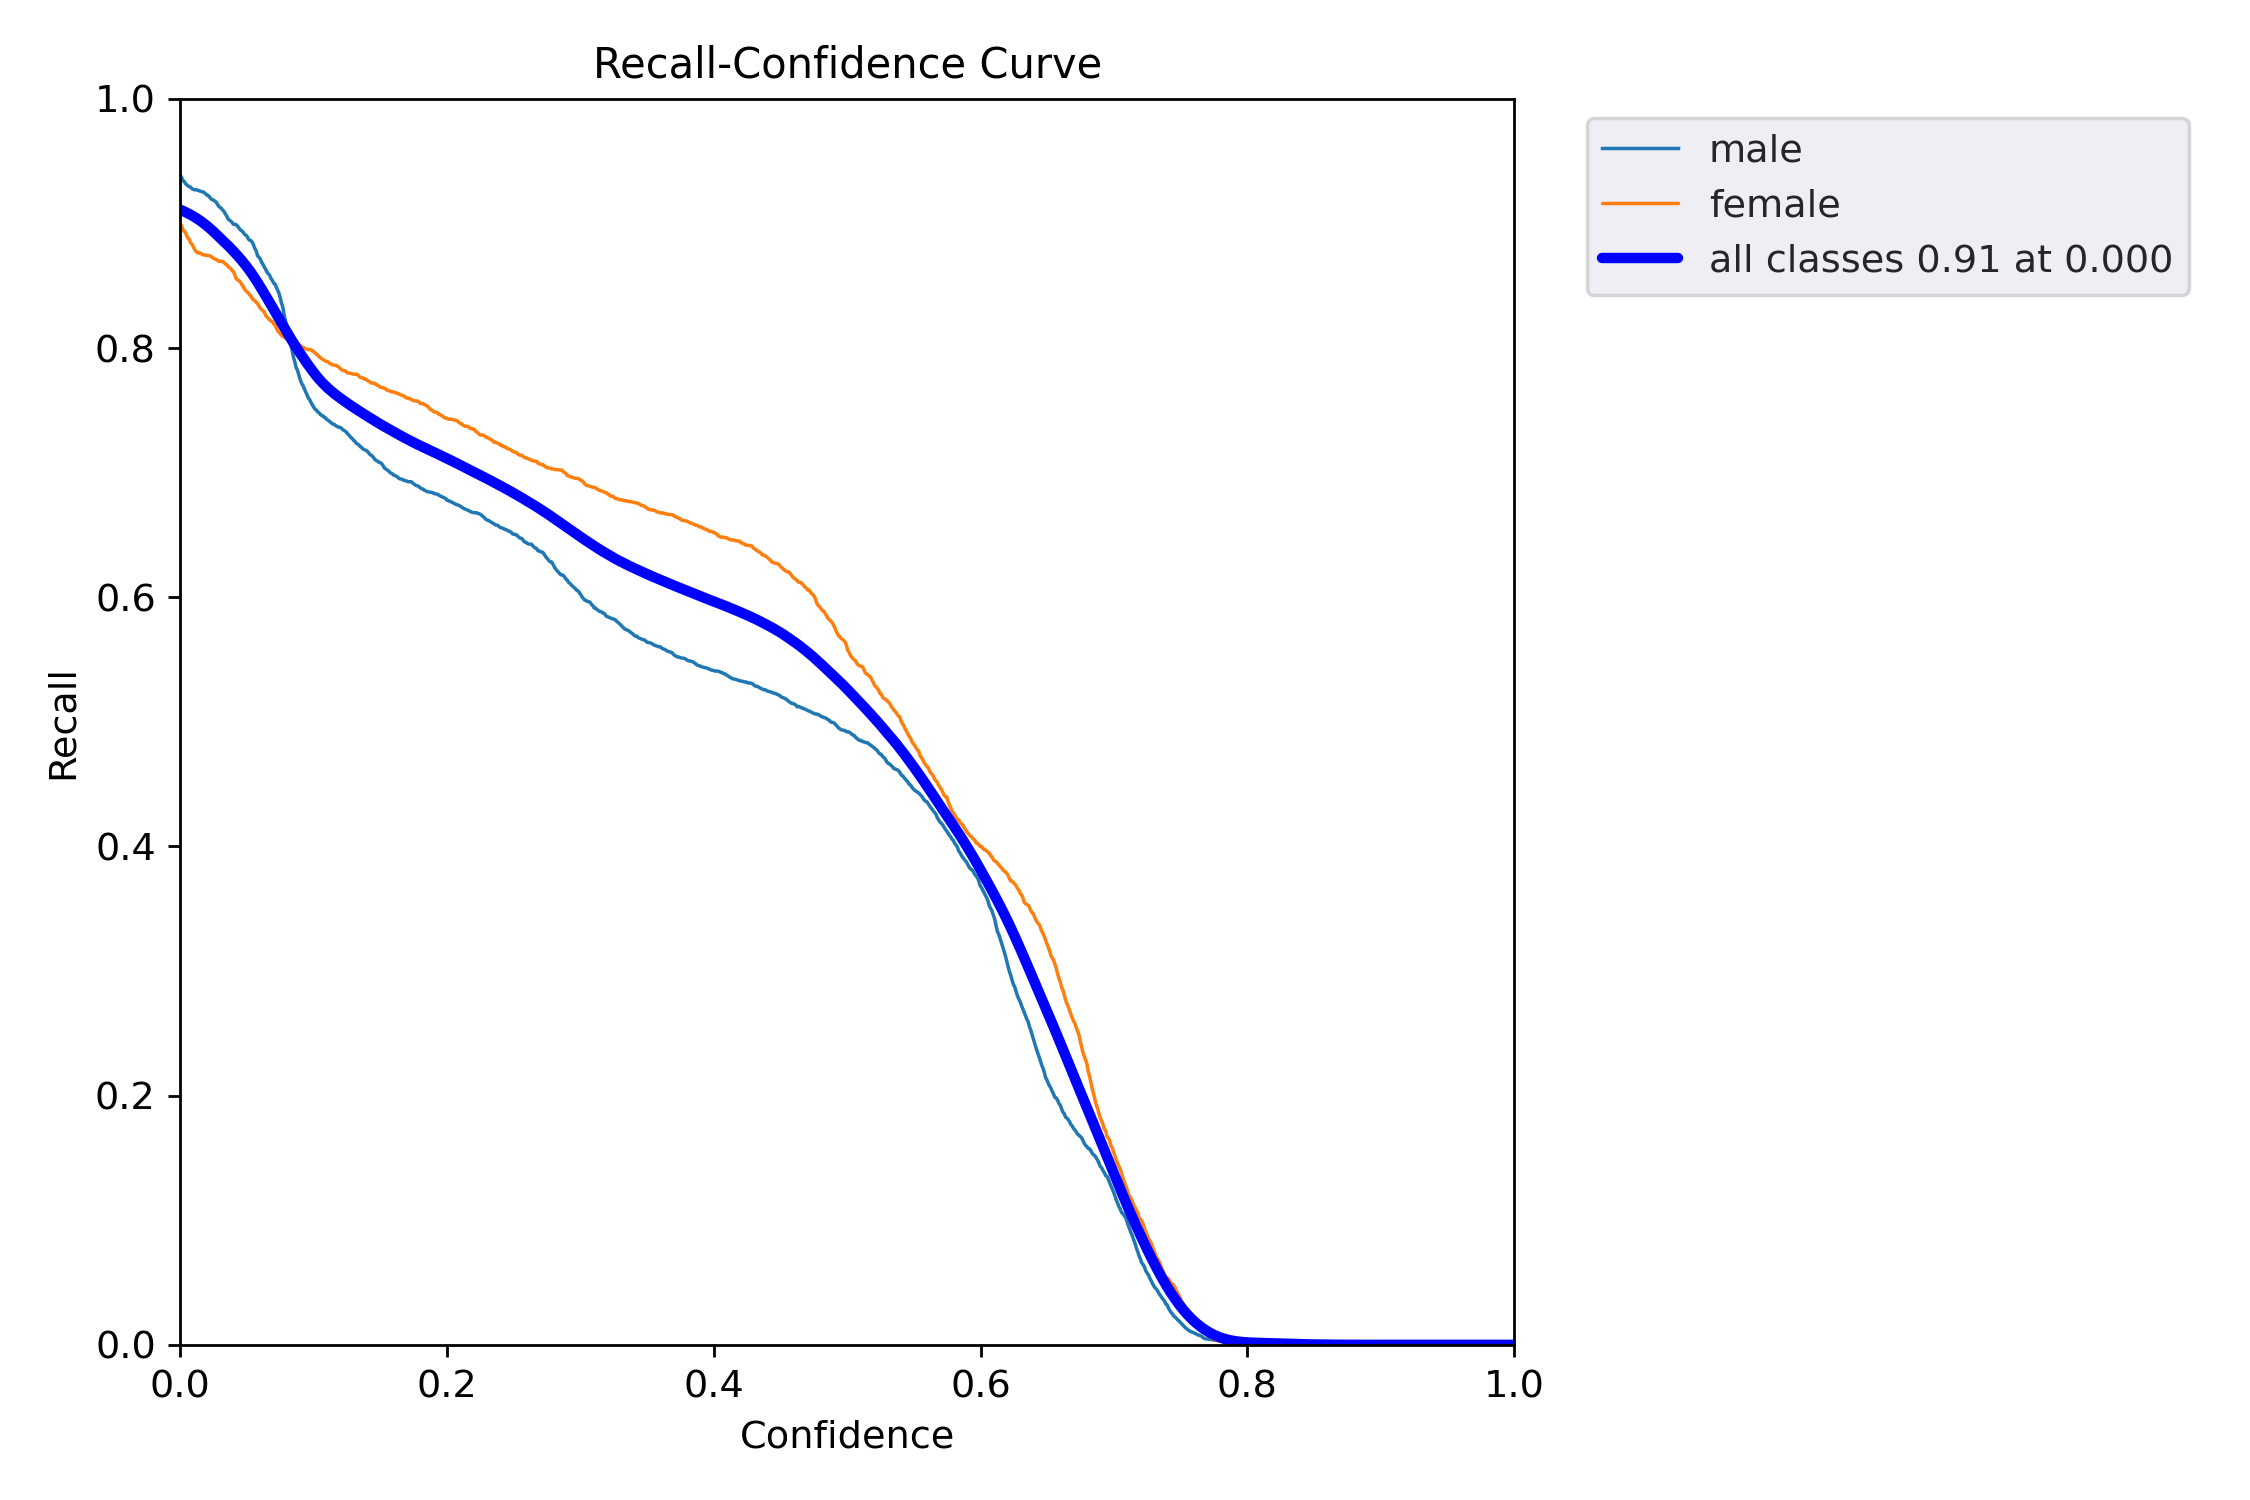 Recall-Confidence Curve
1.0
0.8
0.6
0.4
0.2
0.0
Recall
0.0 0.2 0.4 0.6 0.8 1.0
Confidence
male
female
all classes 0.91 at 0.000